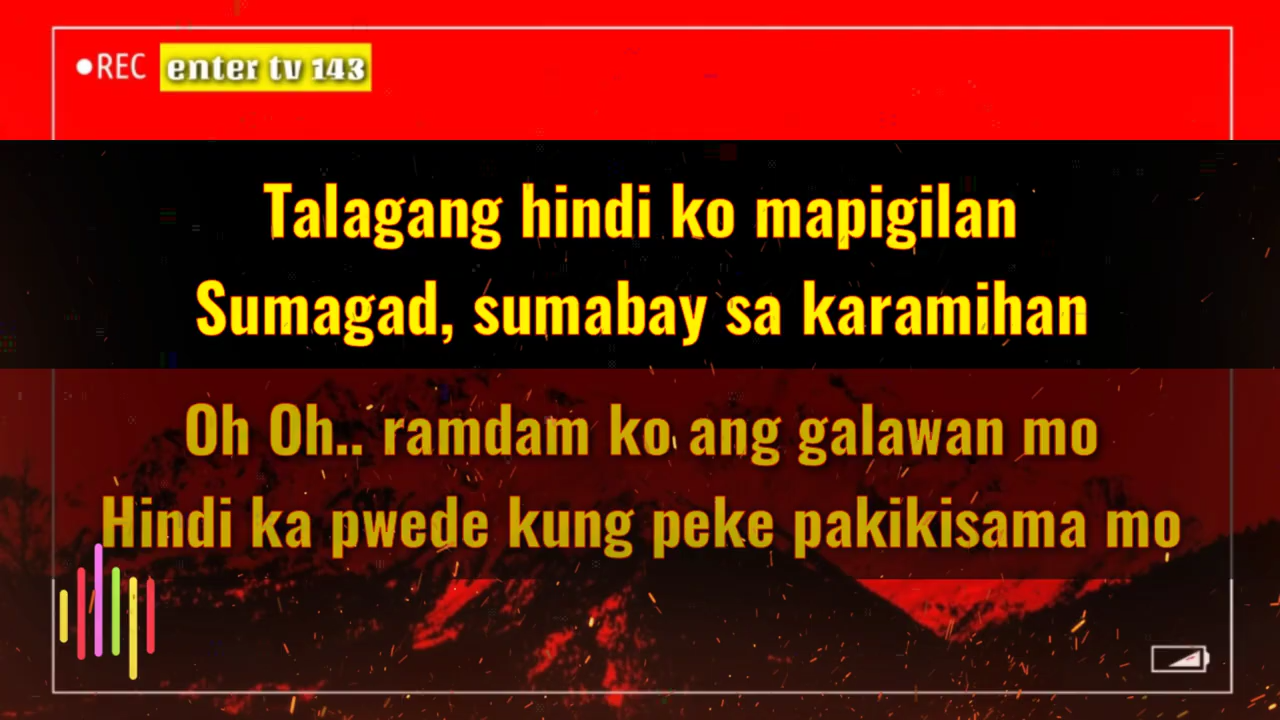 REC enter tv 143
Talagang hindi ko mapigilan
Sumagad, sumabay sa karamihan
Oh Oh.. ramdam ko ang galawan mo
Hindi ka pwede kung peke pakikisama mo